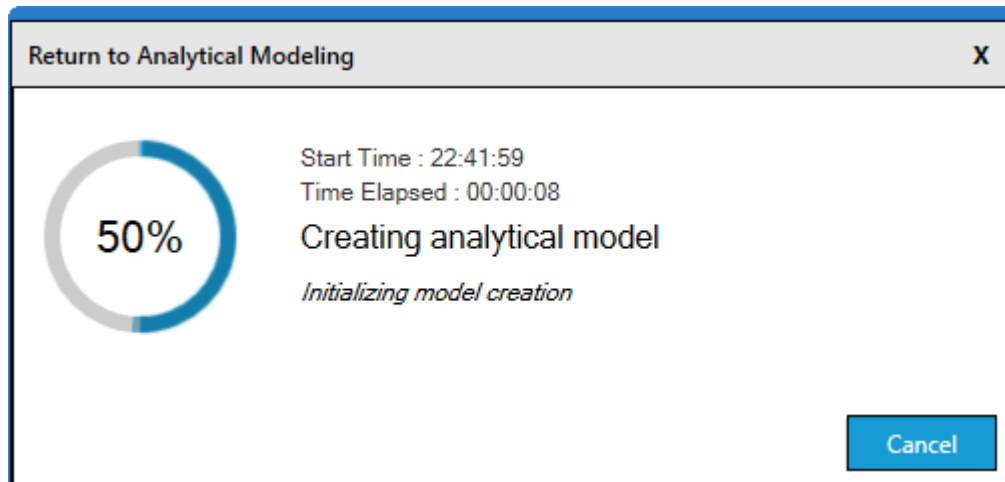 Return to Analytical Modeling X
50%
Start Time : 22:41:59
Time Elapsed : 00:00:08
Creating analytical model
Initializing model creation
Cancel